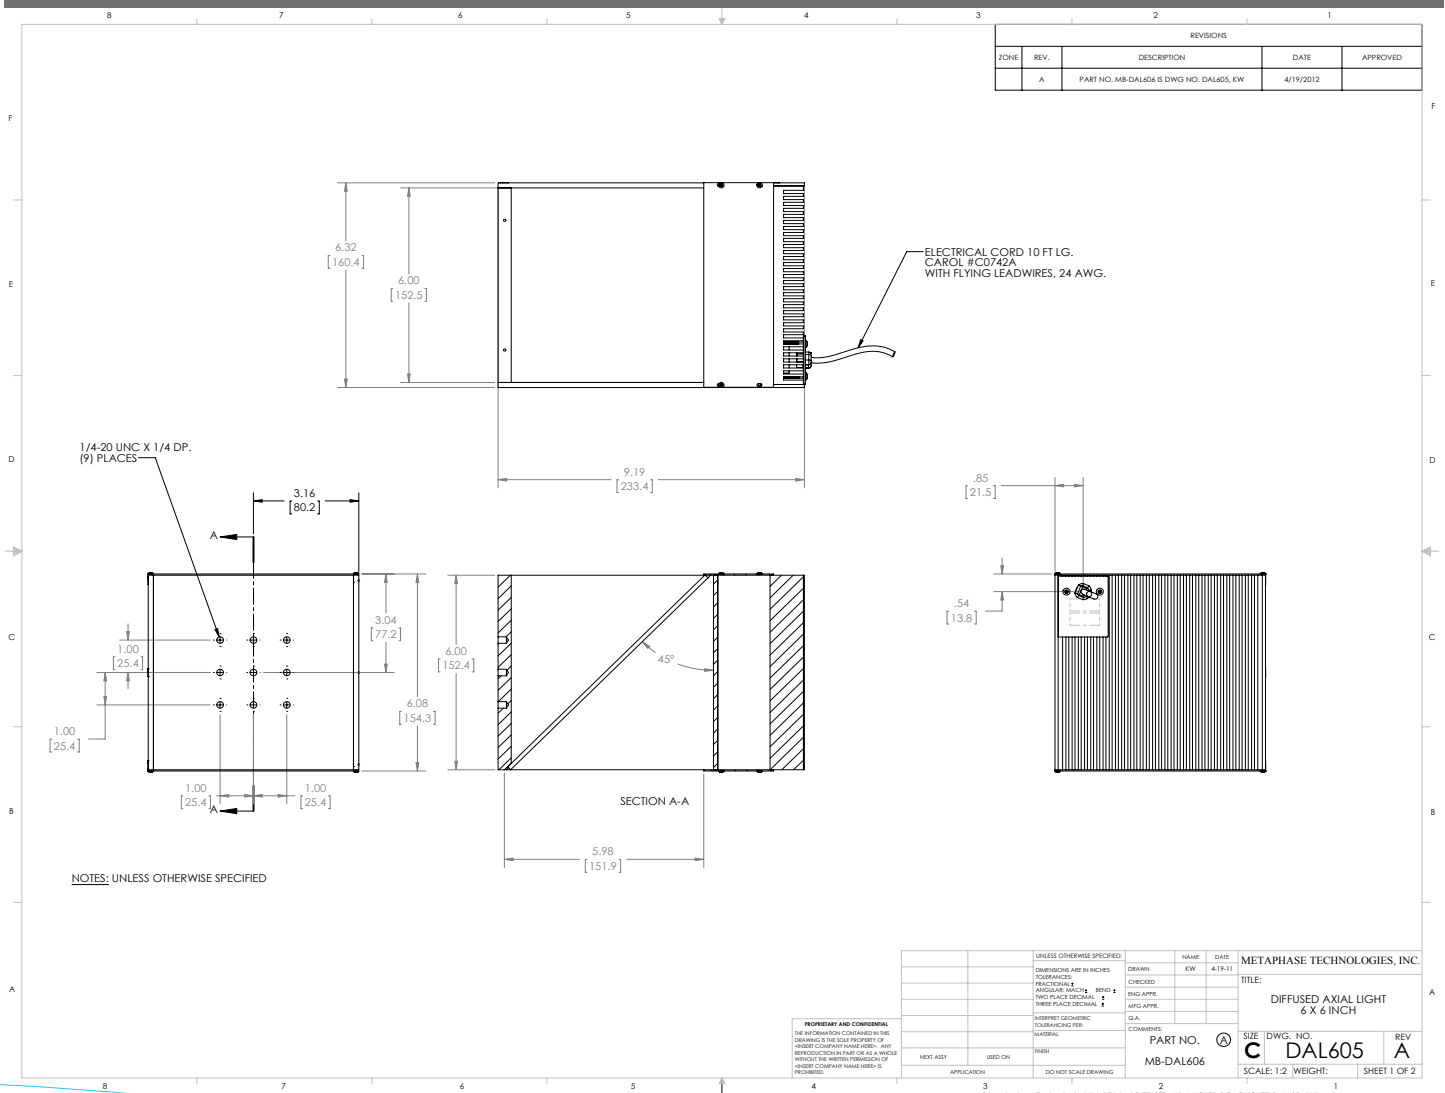 8 7 6 5 4 3 2 1
REVISIONS
ZONE REV. DESCRIPTION DATE APPROVED
A PART NO. MB-DAL606 IS DWG NO. DAL605, KW 4/19/2012
F F
6.32
[160.4]
6.00
[152.5]
ELECTRICAL CORD 10 FT LG.
CAROL #C0742A
WITH FLYING LEADWIRES, 24 AWG.
E E
1/4-20 UNC X 1/4 DP.
(9) PLACES
D D
9.19
[233.4]
3.16
[80.2]
.85
[21.5]
A
.54
[13.8]
3.04
[77.2]
1.00
[25.4]
6.00
[152.4]
45°
C C
6.08
[154.3]
1.00
[25.4]
1.00
[25.4]
1.00
[25.4]
A
SECTION A-A
B B
5.98
[151.9]
NOTES: UNLESS OTHERWISE SPECIFIED
A A
PROPRIETARY AND CONFIDENTIAL
THE INFORMATION CONTAINED IN THIS
DRAWING IS THE SOLE PROPERTY OF
<INSERT COMPANY NAME HERE>. ANY
REPRODUCTION IN PART OR AS A WHOLE
WITHOUT THE WRITTEN PERMISSION OF
<INSERT COMPANY NAME HERE> IS
PROHIBITED.
NEXT ASSY USED ON
APPLICATION
UNLESS OTHERWISE SPECIFIED:
DIMENSIONS ARE IN INCHES
TOLERANCES:
FRACTIONAL ±
ANGULAR: MACH ± BEND ±
TWO PLACE DECIMAL ±
THREE PLACE DECIMAL ±
INTERPRET GEOMETRIC
TOLERANCING PER:
MATERIAL
FINISH
DO NOT SCALE DRAWING
NAME DATE
DRAWN KW 4-19-11
CHECKED
ENG APPR.
MFG APPR.
Q.A.
COMMENTS:
PART NO. A
MB-DAL606
METAPHASE TECHNOLOGIES, INC.
TITLE:
DIFFUSED AXIAL LIGHT
6 X 6 INCH
SIZE DWG. NO. REV
C DAL605 A
SCALE: 1:2 WEIGHT: SHEET 1 OF 2
8 7 6 5 4 3 2 1